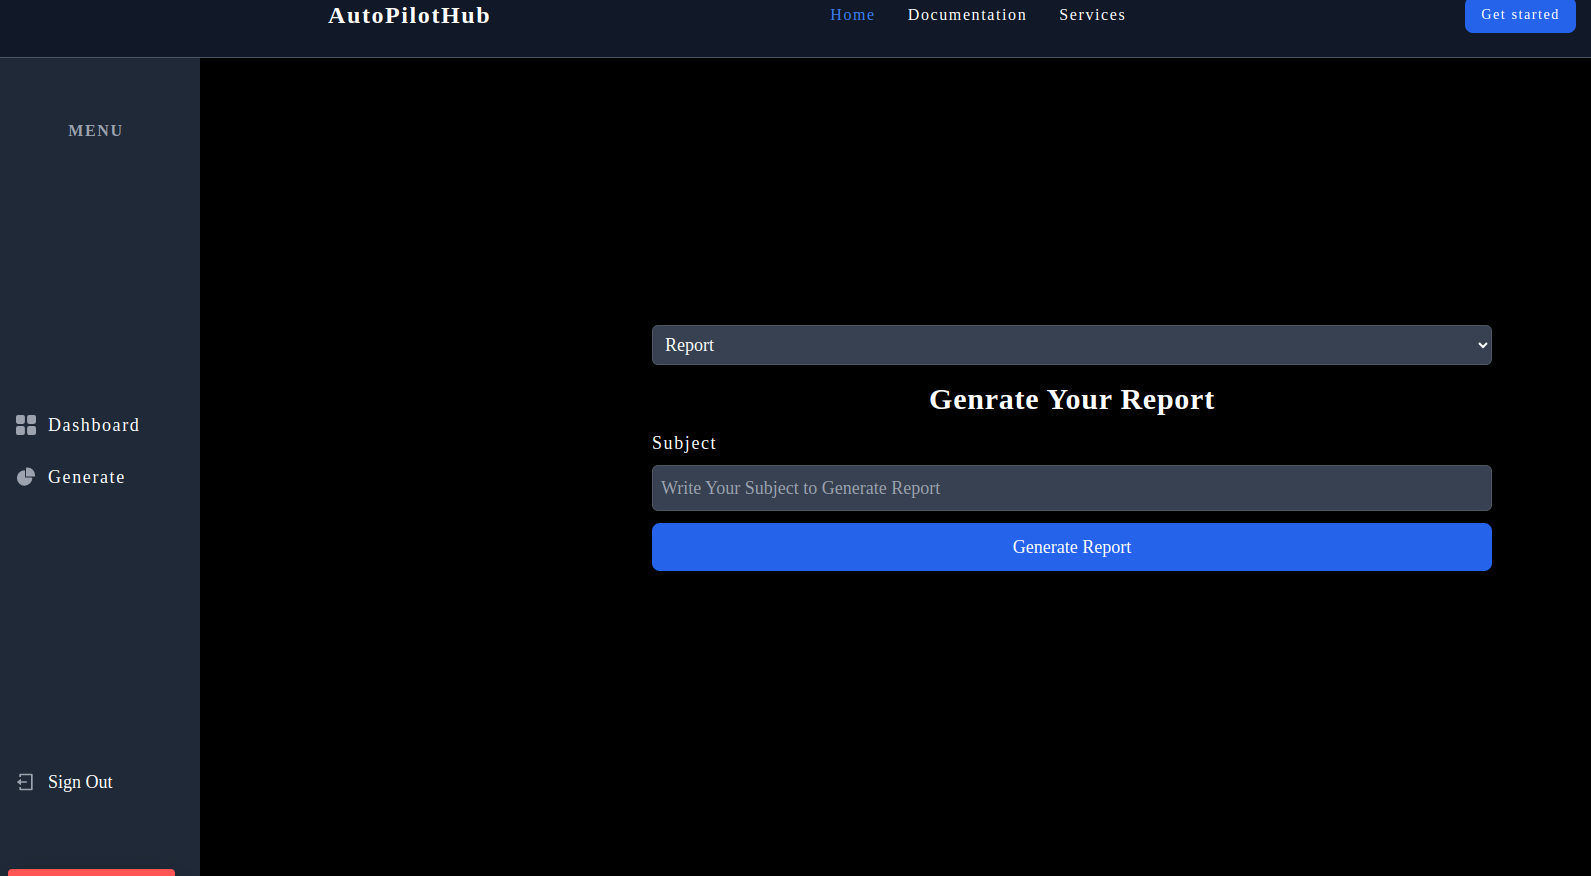 AutoPilotHub
Home Documentation Services
Get started
MENU
Dashboard
Generate
Sign Out
Report
Genrate Your Report
Subject
Write Your Subject to Generate Report
Generate Report